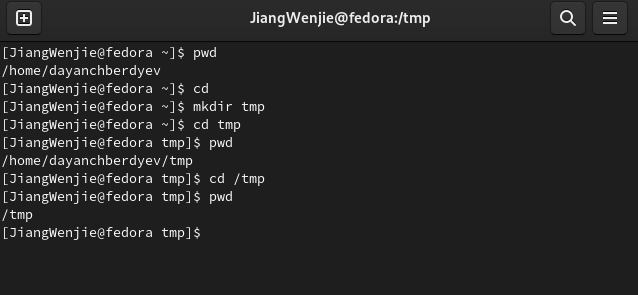 JiangWenjie@fedora:/tmp
[JiangWenjie@fedora ~]$ pwd
/home/dayanchberdyev
[JiangWenjie@fedora ~]$ cd
[JiangWenjie@fedora ~]$ mkdir tmp
[JiangWenjie@fedora ~]$ cd tmp
[JiangWenjie@fedora tmp]$ pwd
/home/dayanchberdyev/tmp
[JiangWenjie@fedora tmp]$ cd /tmp
[JiangWenjie@fedora tmp]$ pwd
/tmp
[JiangWenjie@fedora tmp]$